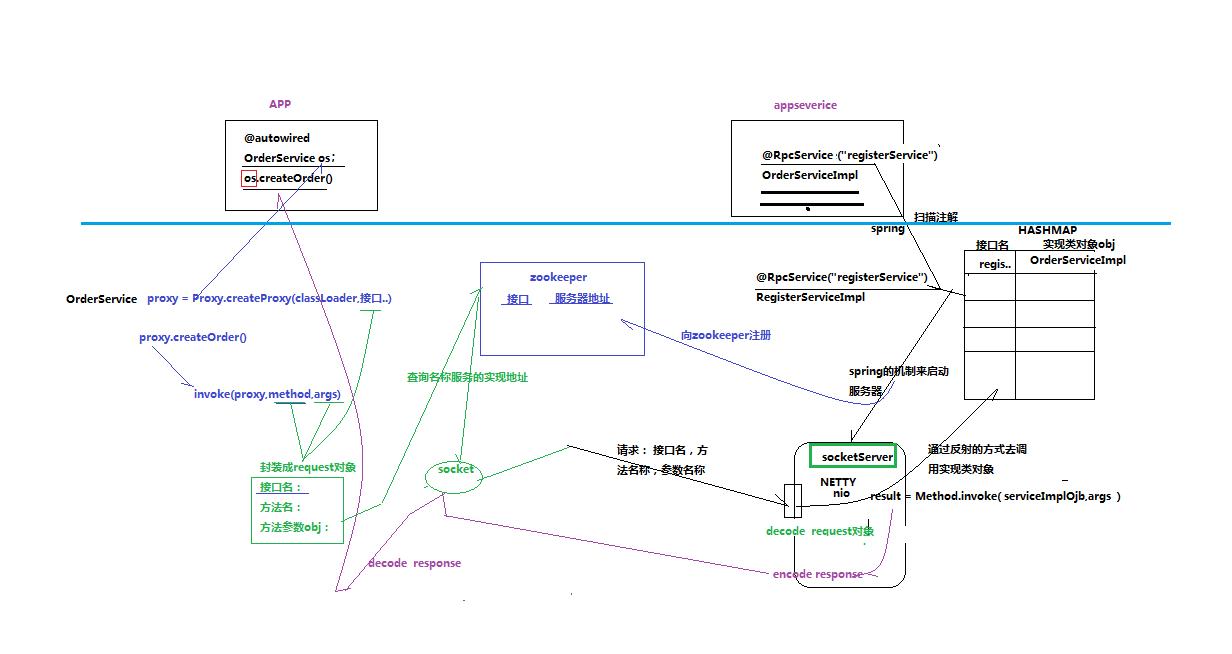 APP
appseverice
@autowired
OrderService os;
os.createOrder()
@RpcService ("registerService")
OrderServiceImpl
扫描注解
spring
HASHMAP
接口名
实现类对象obj
regis..
OrderServiceImpl
zookeeper
接口
服务器地址
@RpcService("registerService")
RegisterServiceImpl
OrderService
proxy = Proxy.createProxy(classLoader,接口..)
proxy.createOrder()
向zookeeper注册
查询名称服务的实现地址
spring的机制来启动
服务器
invoke(proxy,method,args)
封装成request对象
接口名：
方法名：
方法参数obj：
socket
请求： 接口名，方
法名称，参数名称
socketServer
NETTY
nio
通过反射的方式去调
用实现类对象
result = Method.invoke( serviceImplOjb,args )
decode request对象
decode response
encode response